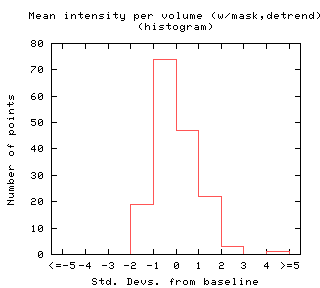 Mean intensity per volume (w/mask,detrend)
(histogram)
80
70
60
50
40
30
20
10
0
Number of points
<=-5 -4 -3 -2 -1 0 1 2 3 4 >=5
Std. Devs. from baseline